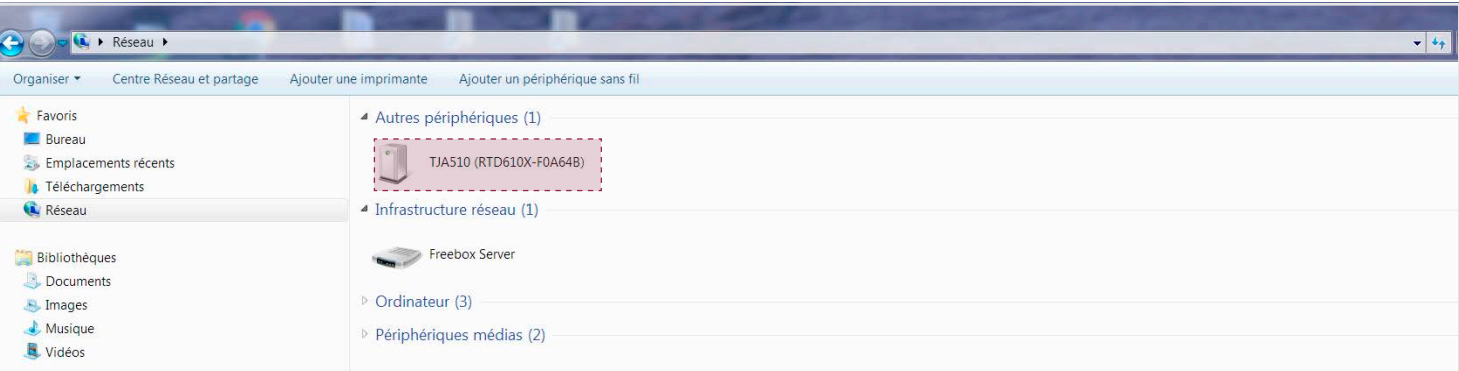 Réseau
Organiser Centre Réseau et partage Ajouter une imprimante Ajouter un périphérique sans fil
Favoris
Bureau
Emplacements récents
Téléchargements
Réseau
Bibliothèques
Documents
Images
Musique
Vidéos
Autres périphériques (1)
TJA510 (RTD610X-F0A64B)
Infrastructure réseau (1)
Freebox Server
Ordinateur (3)
Périphériques médias (2)